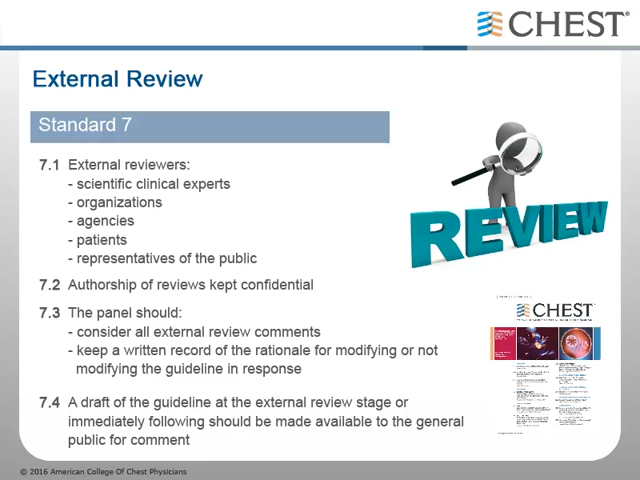 CHEST®
External Review
Standard 7
7.1 External reviewers:
- scientific clinical experts
- organizations
- agencies
- patients
- representatives of the public
REVIEW
7.2 Authorship of reviews kept confidential
7.3 The panel should:
- consider all external review comments
- keep a written record of the rationale for modifying or not
modifying the guideline in response
CHEST
7.4 A draft of the guideline at the external review stage or
immediately following should be made available to the general
public for comment
© 2016 American College Of Chest Physicians